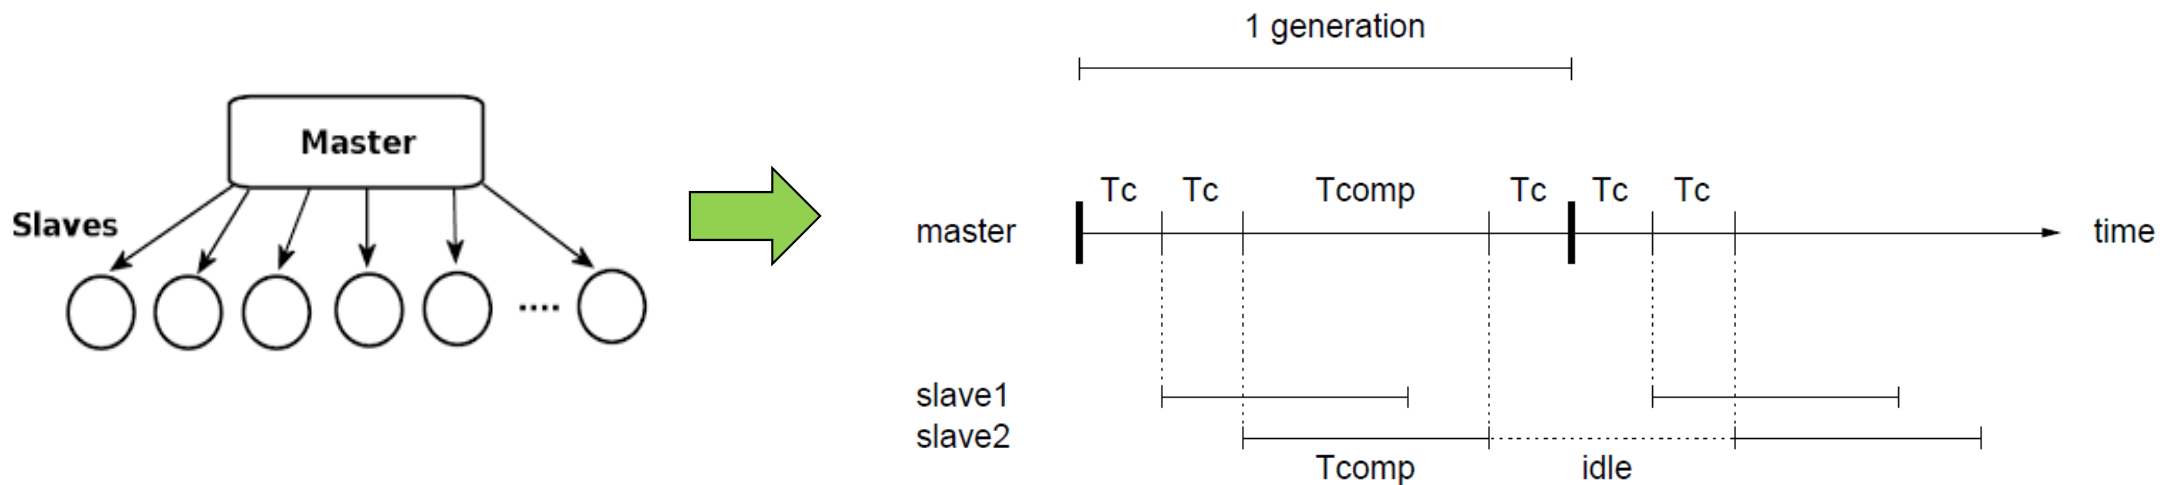 Master
Slaves
....
1 generation
Tc Tc Tcomp Tc Tc Tc
master
time
slave1
slave2
Tcomp
idle